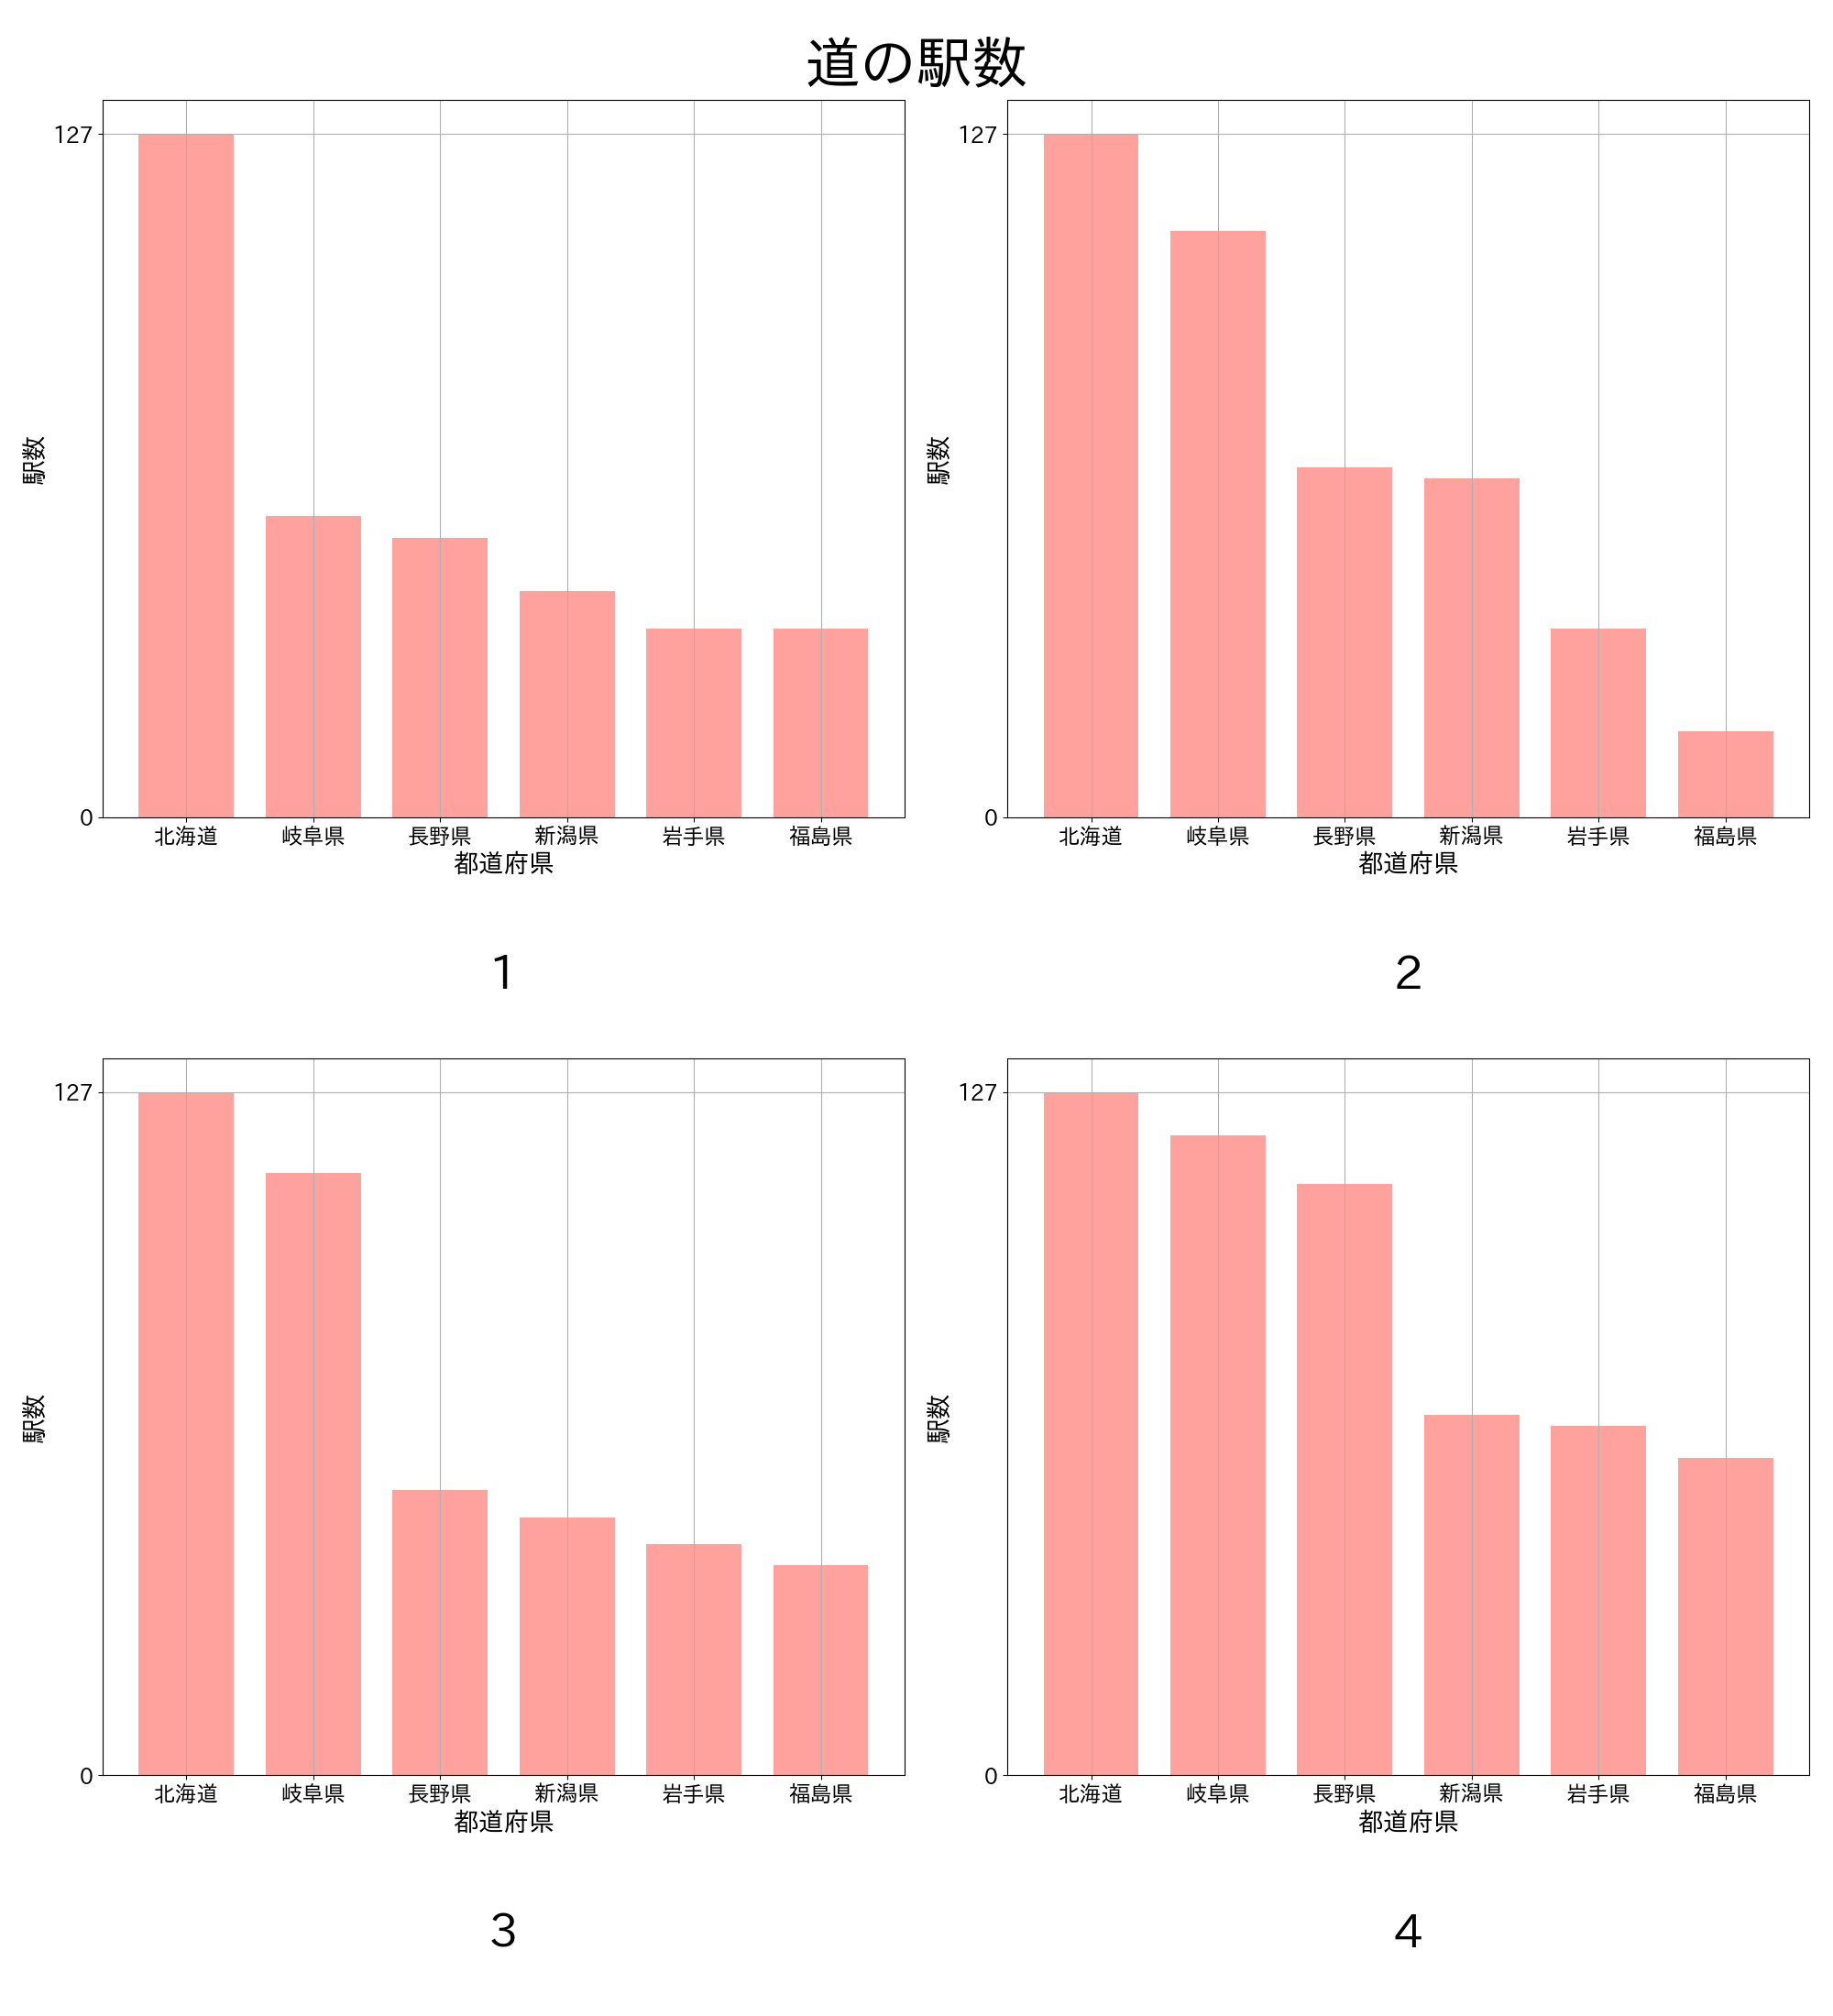 道の駅数
127
駅数
0
北海道 岐阜県 長野県 新潟県 岩手県 福島県
都道府県
1
127
駅数
0
北海道 岐阜県 長野県 新潟県 岩手県 福島県
都道府県
2
127
駅数
0
北海道 岐阜県 長野県 新潟県 岩手県 福島県
都道府県
3
127
駅数
0
北海道 岐阜県 長野県 新潟県 岩手県 福島県
都道府県
4